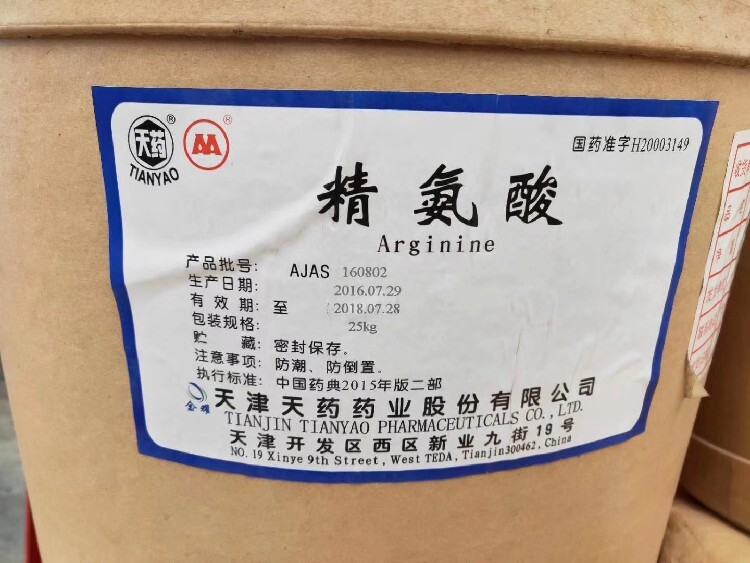 天药®
TIANYAO
®
国药准字H20003149
精氨酸
Arginine
产品批号: AJAS 160802
生产日期: 2016.07.29
有效期: 至 2018.07.28
包装规格: 25kg
贮藏: 密封保存。
注意事项: 防潮、防倒置。
执行标准: 中国药典2015年版二部
金耀
天津天药药业股份有限公司
TIANJIN TIANYAO PHARMACEUTICALS CO., LTD.
天津开发区西区新业九街19号
NO. 19 Xinye 9th Street, West TEDA, Tianjin300462, China